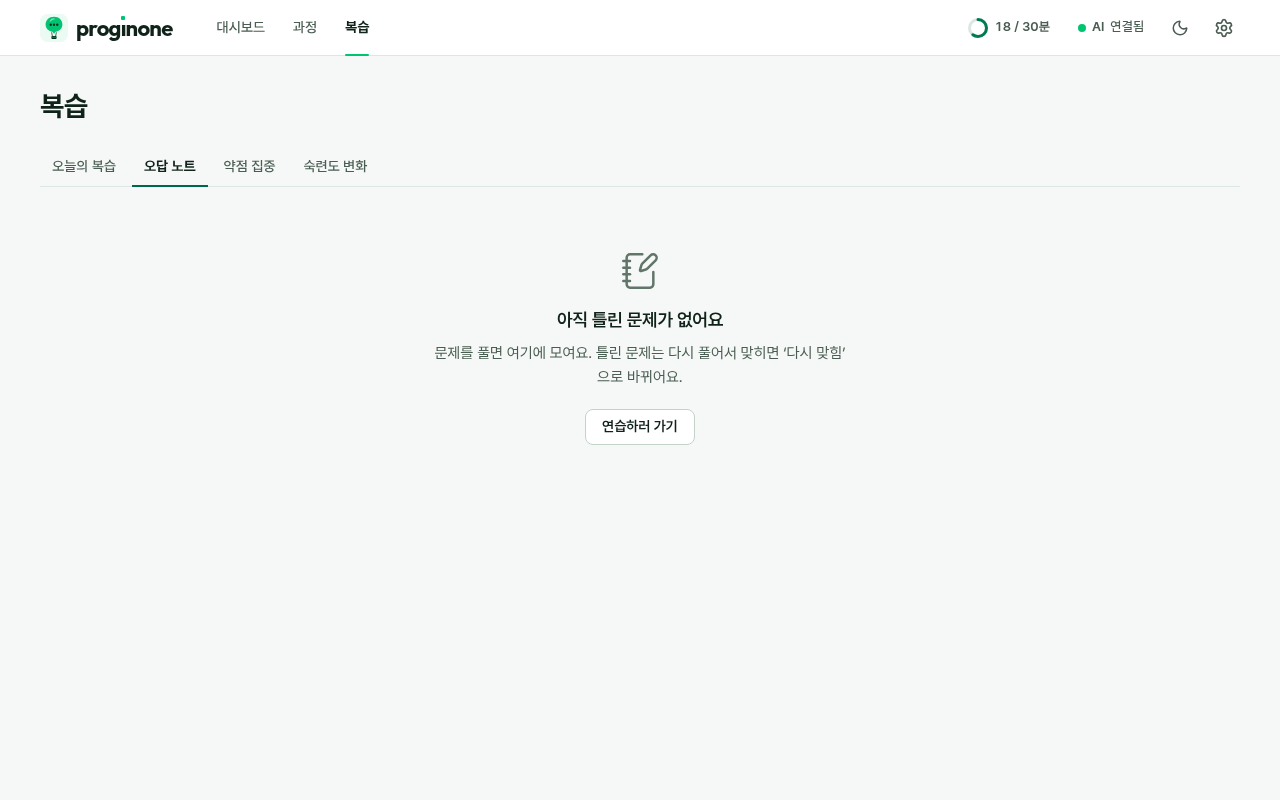 proginone
대시보드
과정
복습
18 / 30분
AI 연결됨
복습
오늘의 복습
오답 노트
약점 집중
숙련도 변화
아직 틀린 문제가 없어요
문제를 풀면 여기에 모여요. 틀린 문제는 다시 풀어서 맞히면 ‘다시 맞힘’
으로 바뀌어요.
연습하러 가기